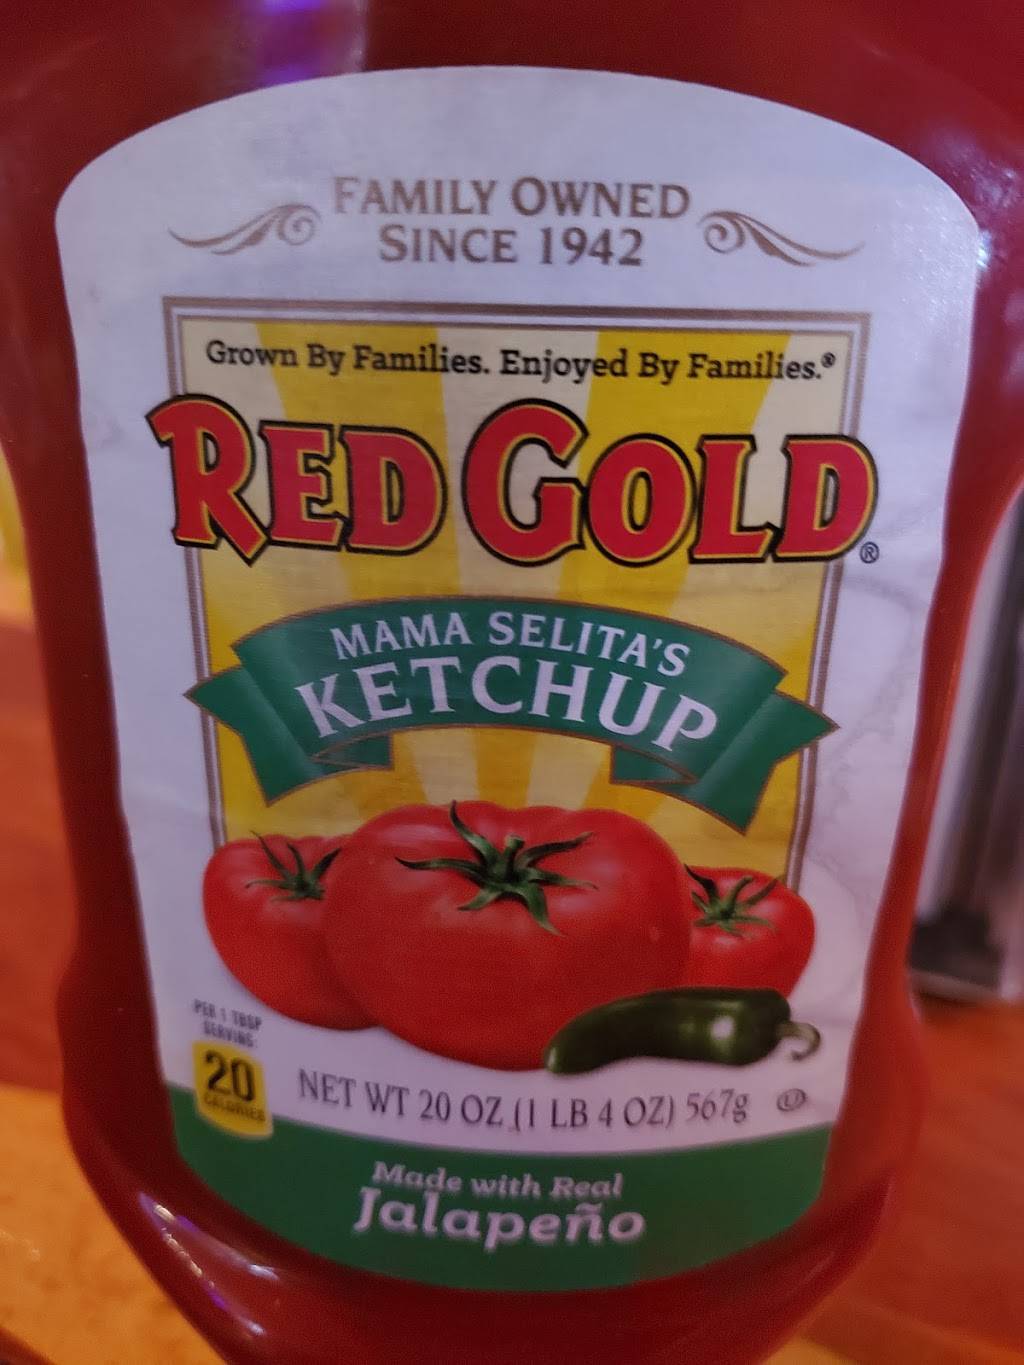 FAMILY OWNED
SINCE 1942
Grown By Families. Enjoyed By Families.®
RED GOLD®
MAMA SELITA'S
KETCHUP
PER 1 TBSP
SERVING:
20
CALORIES
NET WT 20 OZ (1 LB 4 OZ) 567g Ⓤ
Made with Real
Jalapeño